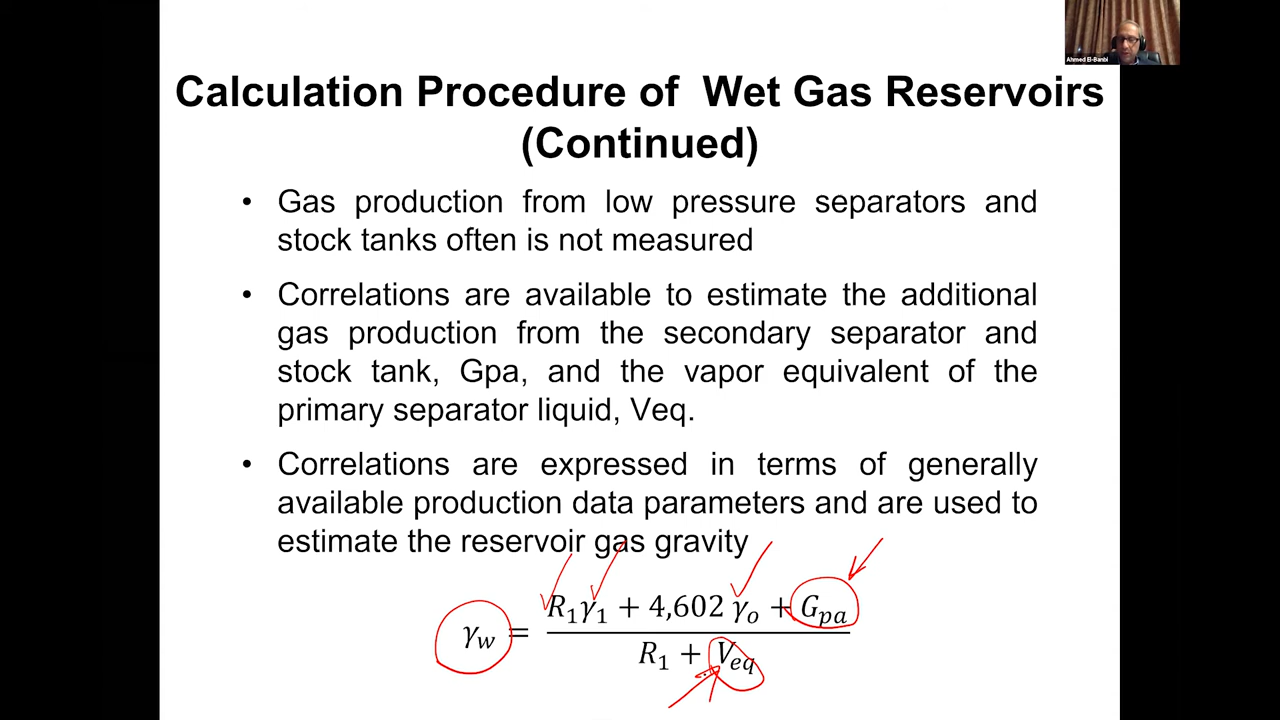 Ahmed El-Banbi
Calculation Procedure of Wet Gas Reservoirs
(Continued)
• Gas production from low pressure separators and
stock tanks often is not measured
• Correlations are available to estimate the additional
gas production from the secondary separator and
stock tank, Gpa, and the vapor equivalent of the
primary separator liquid, Veq.
• Correlations are expressed in terms of generally
available production data parameters and are used to
estimate the reservoir gas gravity
γw = (R1γ1 + 4,602 γo + Gpa) / (R1 + Veq)